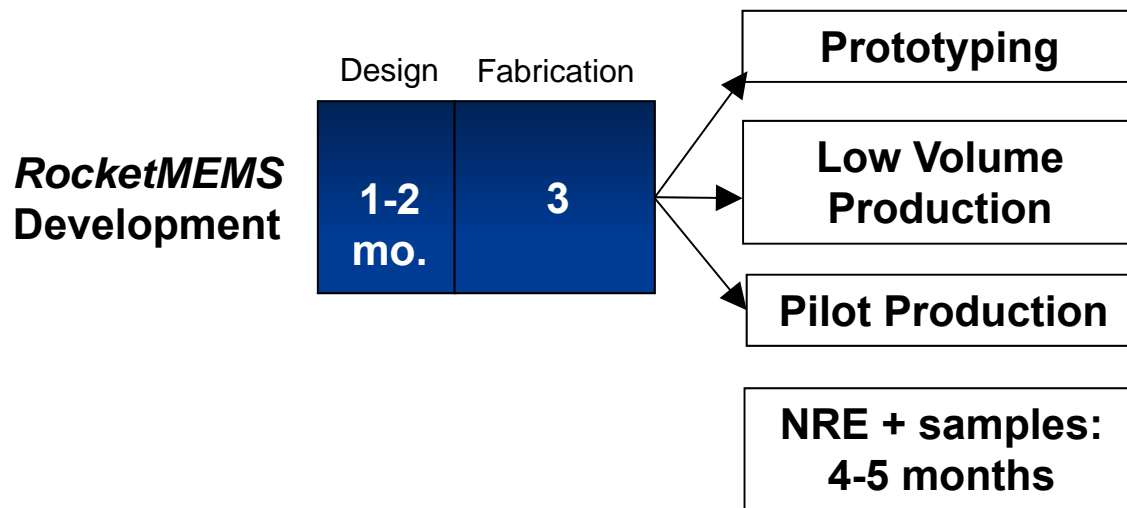 RocketMEMS
Development
Design
Fabrication
1-2
mo.
3
Prototyping
Low Volume
Production
Pilot Production
NRE + samples:
4-5 months